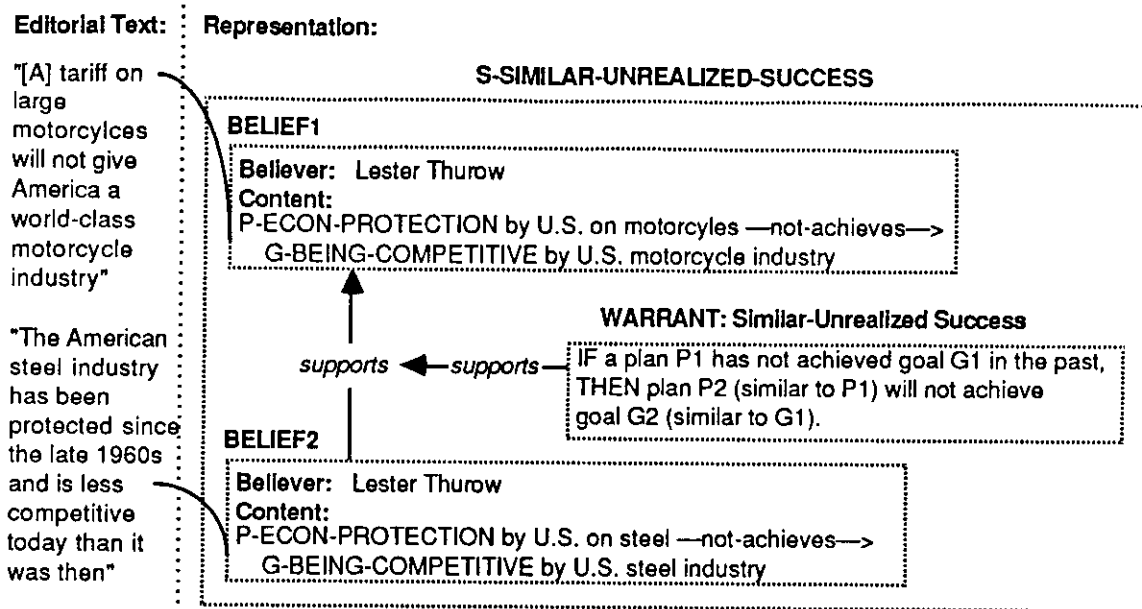 Editorial Text:
"[A] tariff on
large
motorcylces
will not give
America a
world-class
motorcycle
industry"
"The American
steel industry
has been
protected since
the late 1960s
and is less
competitive
today than it
was then"
Representation:
S-SIMILAR-UNREALIZED-SUCCESS
BELIEF1
Believer: Lester Thurow
Content:
P-ECON-PROTECTION by U.S. on motorcyles —not-achieves—>
G-BEING-COMPETITIVE by U.S. motorcycle industry
WARRANT: Similar-Unrealized Success
IF a plan P1 has not achieved goal G1 in the past,
THEN plan P2 (similar to P1) will not achieve
goal G2 (similar to G1).
supports
supports
BELIEF2
Believer: Lester Thurow
Content:
P-ECON-PROTECTION by U.S. on steel —not-achieves—>
G-BEING-COMPETITIVE by U.S. steel industry